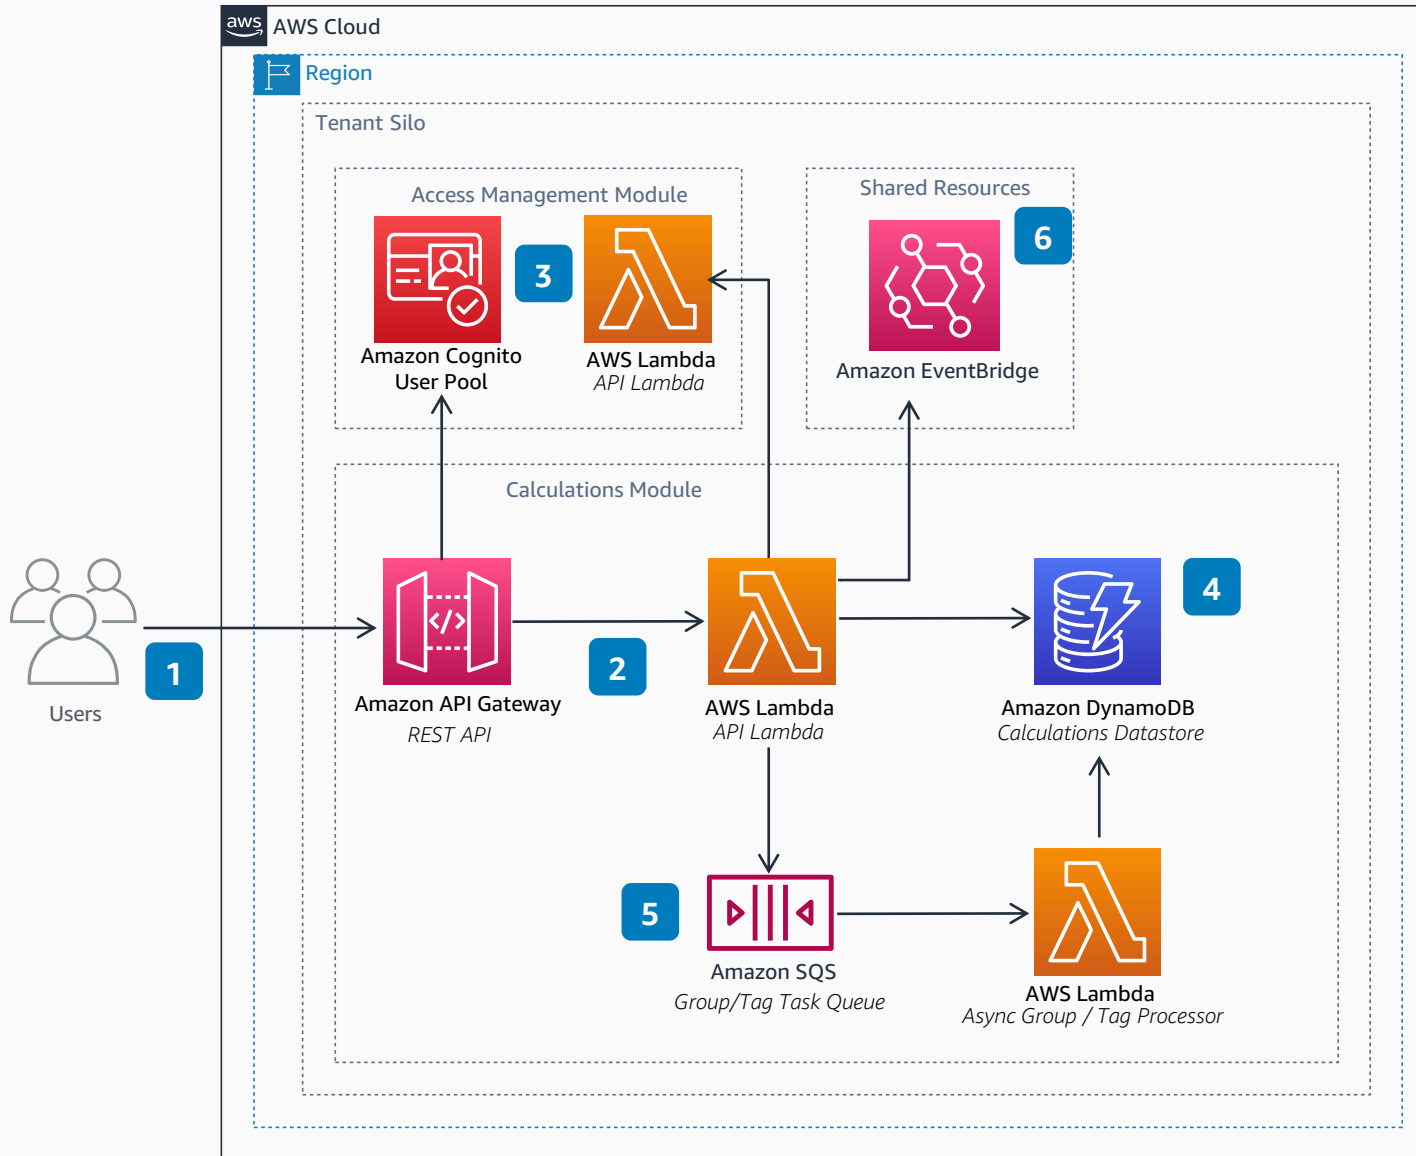 aws
AWS Cloud
Region
Tenant Silo
Access Management Module
Shared Resources
3
6
Amazon Cognito
User Pool
AWS Lambda
API Lambda
Amazon EventBridge
Calculations Module
Users
1
</>
Amazon API Gateway
REST API
2
AWS Lambda
API Lambda
4
Amazon DynamoDB
Calculations Datastore
5
Amazon SQS
Group/Tag Task Queue
AWS Lambda
Async Group / Tag Processor